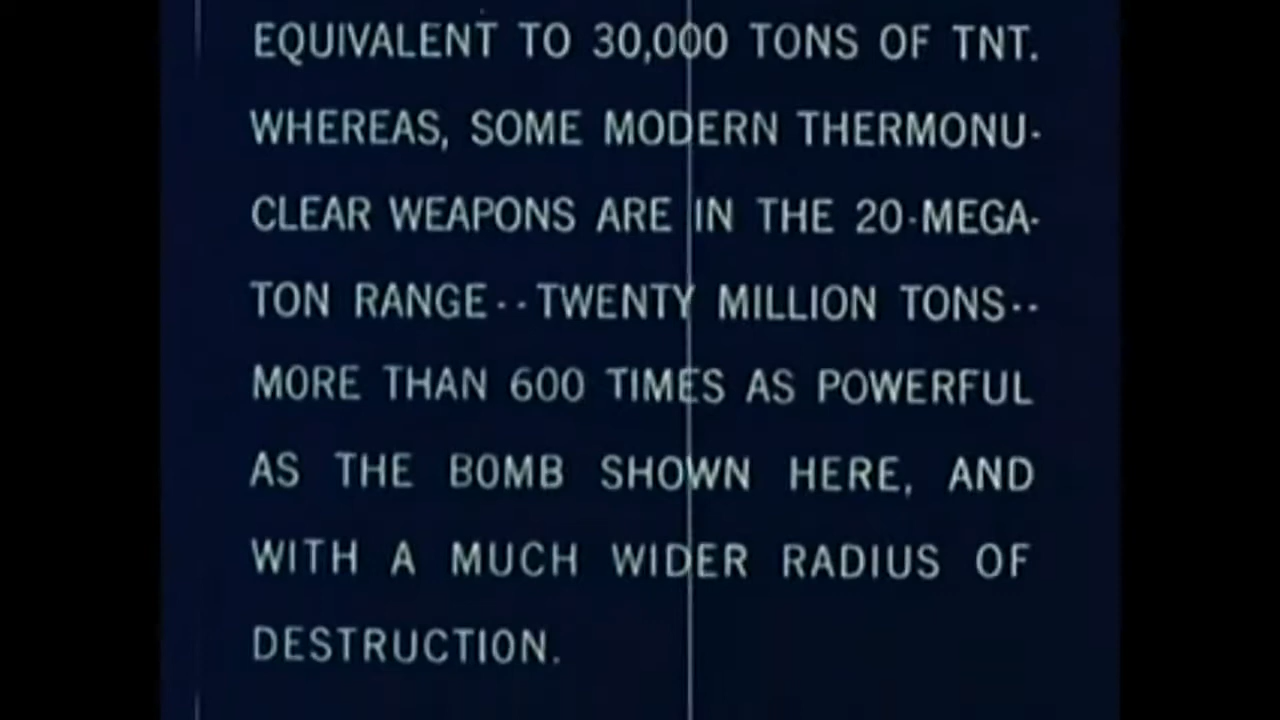 EQUIVALENT TO 30,000 TONS OF TNT.
WHEREAS, SOME MODERN THERMONU-
CLEAR WEAPONS ARE IN THE 20-MEGA-
TON RANGE--TWENTY MILLION TONS--
MORE THAN 600 TIMES AS POWERFUL
AS THE BOMB SHOWN HERE, AND
WITH A MUCH WIDER RADIUS OF
DESTRUCTION.